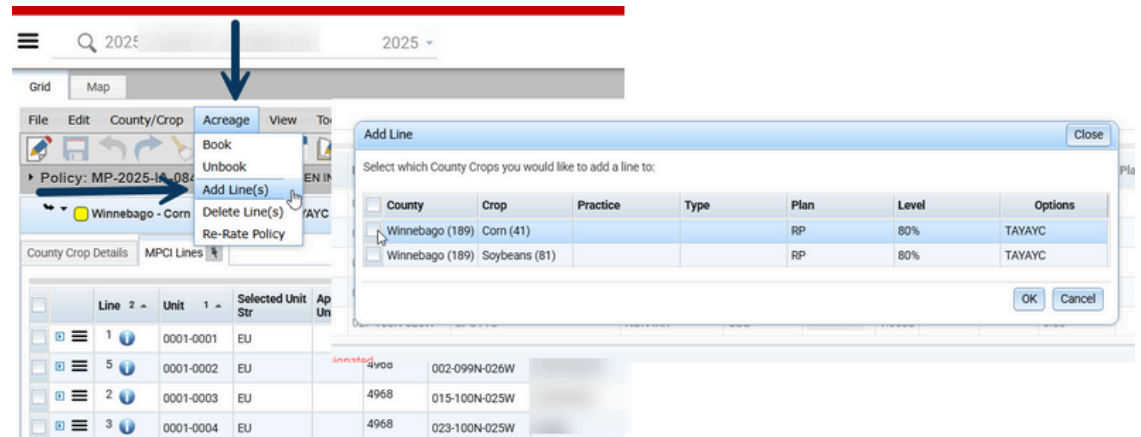 2025
2025
Grid Map
File Edit County/Crop Acreage View
Book
Unbook
Add Line(s)
Delete Line(s)
Re-Rate Policy
Policy: MP-2025-IA-084
Winnebago - Corn
County Crop Details MPCI Lines
Line 2 Unit 1 Selected Unit Str
1 0001-0001 EU
5 0001-0002 EU 4968 002-099N-026W
2 0001-0003 EU 4968 015-100N-025W
3 0001-0004 EU 4968 023-100N-025W
Add Line Close
Select which County Crops you would like to add a line to:
County Crop Practice Type Plan Level Options
Winnebago (189) Corn (41) RP 80% TAYAYC
Winnebago (189) Soybeans (81) RP 80% TAYAYC
OK Cancel